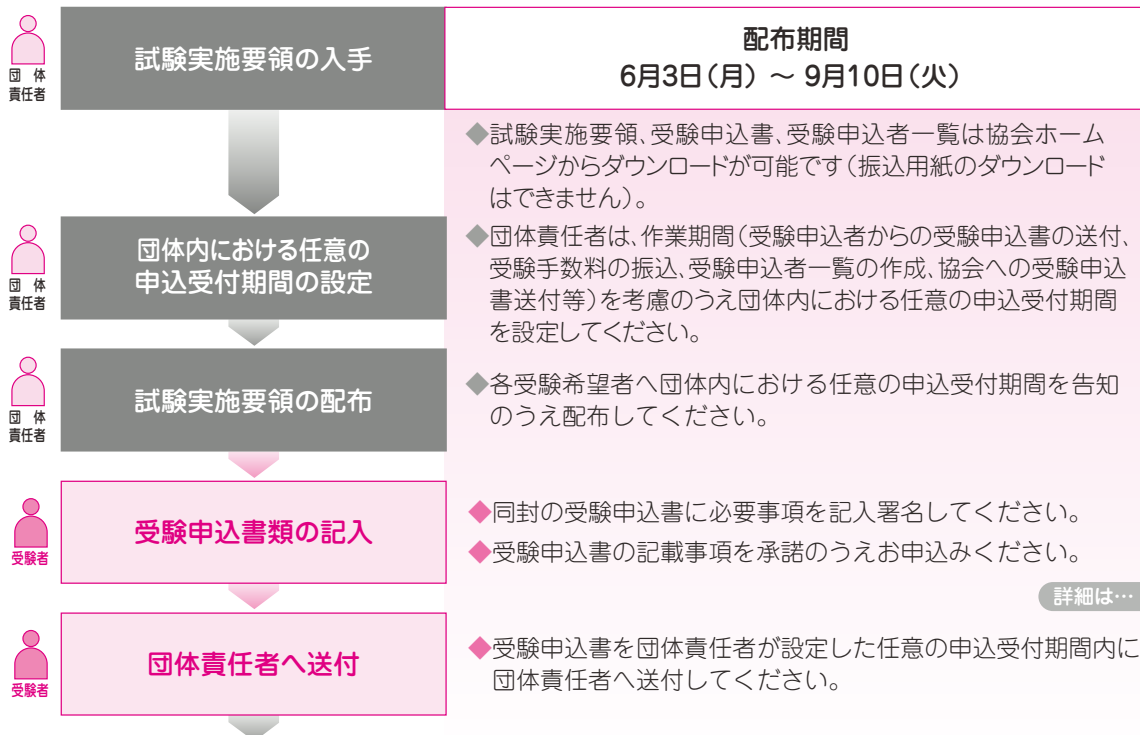 団体
責任者
試験実施要領の入手
配布期間
6月3日(月) ～ 9月10日(火)
◆試験実施要領、受験申込書、受験申込者一覧は協会ホーム
ページからダウンロードが可能です(振込用紙のダウンロード
はできません)。
団体
責任者
団体内における任意の
申込受付期間の設定
◆団体責任者は、作業期間(受験申込者からの受験申込書の送付、
受験手数料の振込、受験申込者一覧の作成、協会への受験申込
書送付等)を考慮のうえ団体内における任意の申込受付期間
を設定してください。
団体
責任者
試験実施要領の配布
◆各受験希望者へ団体内における任意の申込受付期間を告知
のうえ配布してください。
受験者
受験申込書類の記入
◆同封の受験申込書に必要事項を記入署名してください。
◆受験申込書の記載事項を承諾のうえお申込みください。
詳細は…
受験者
団体責任者へ送付
◆受験申込書を団体責任者が設定した任意の申込受付期間内に
団体責任者へ送付してください。